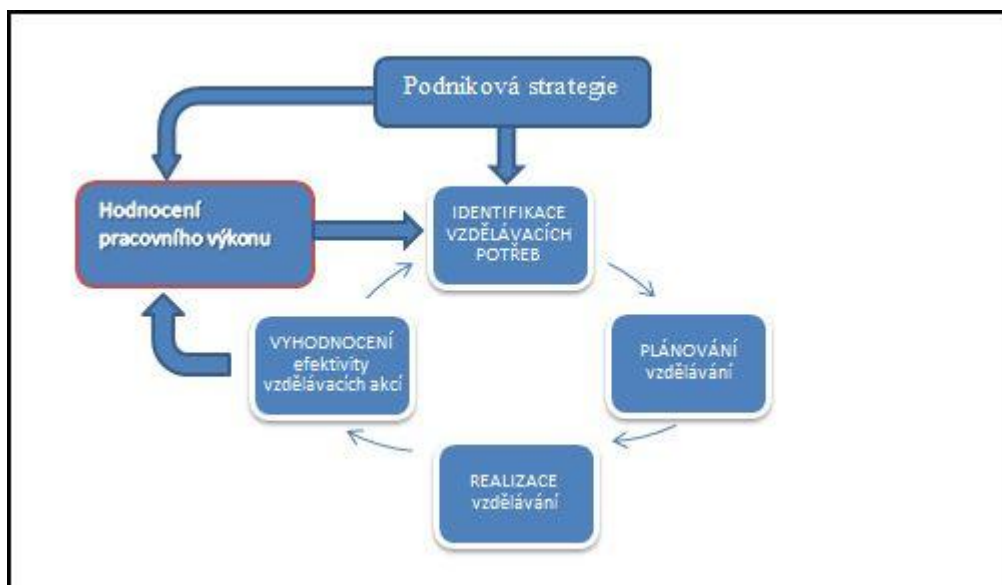 Podniková strategie
Hodnocení
pracovního výkonu
IDENTIFIKACE
VZDĚLÁVACÍCH
POTŘEB
VYHODNOCENÍ
efektivity
vzdělávacích akcí
PLÁNOVÁNÍ
vzdělávání
REALIZACE
vzdělávání